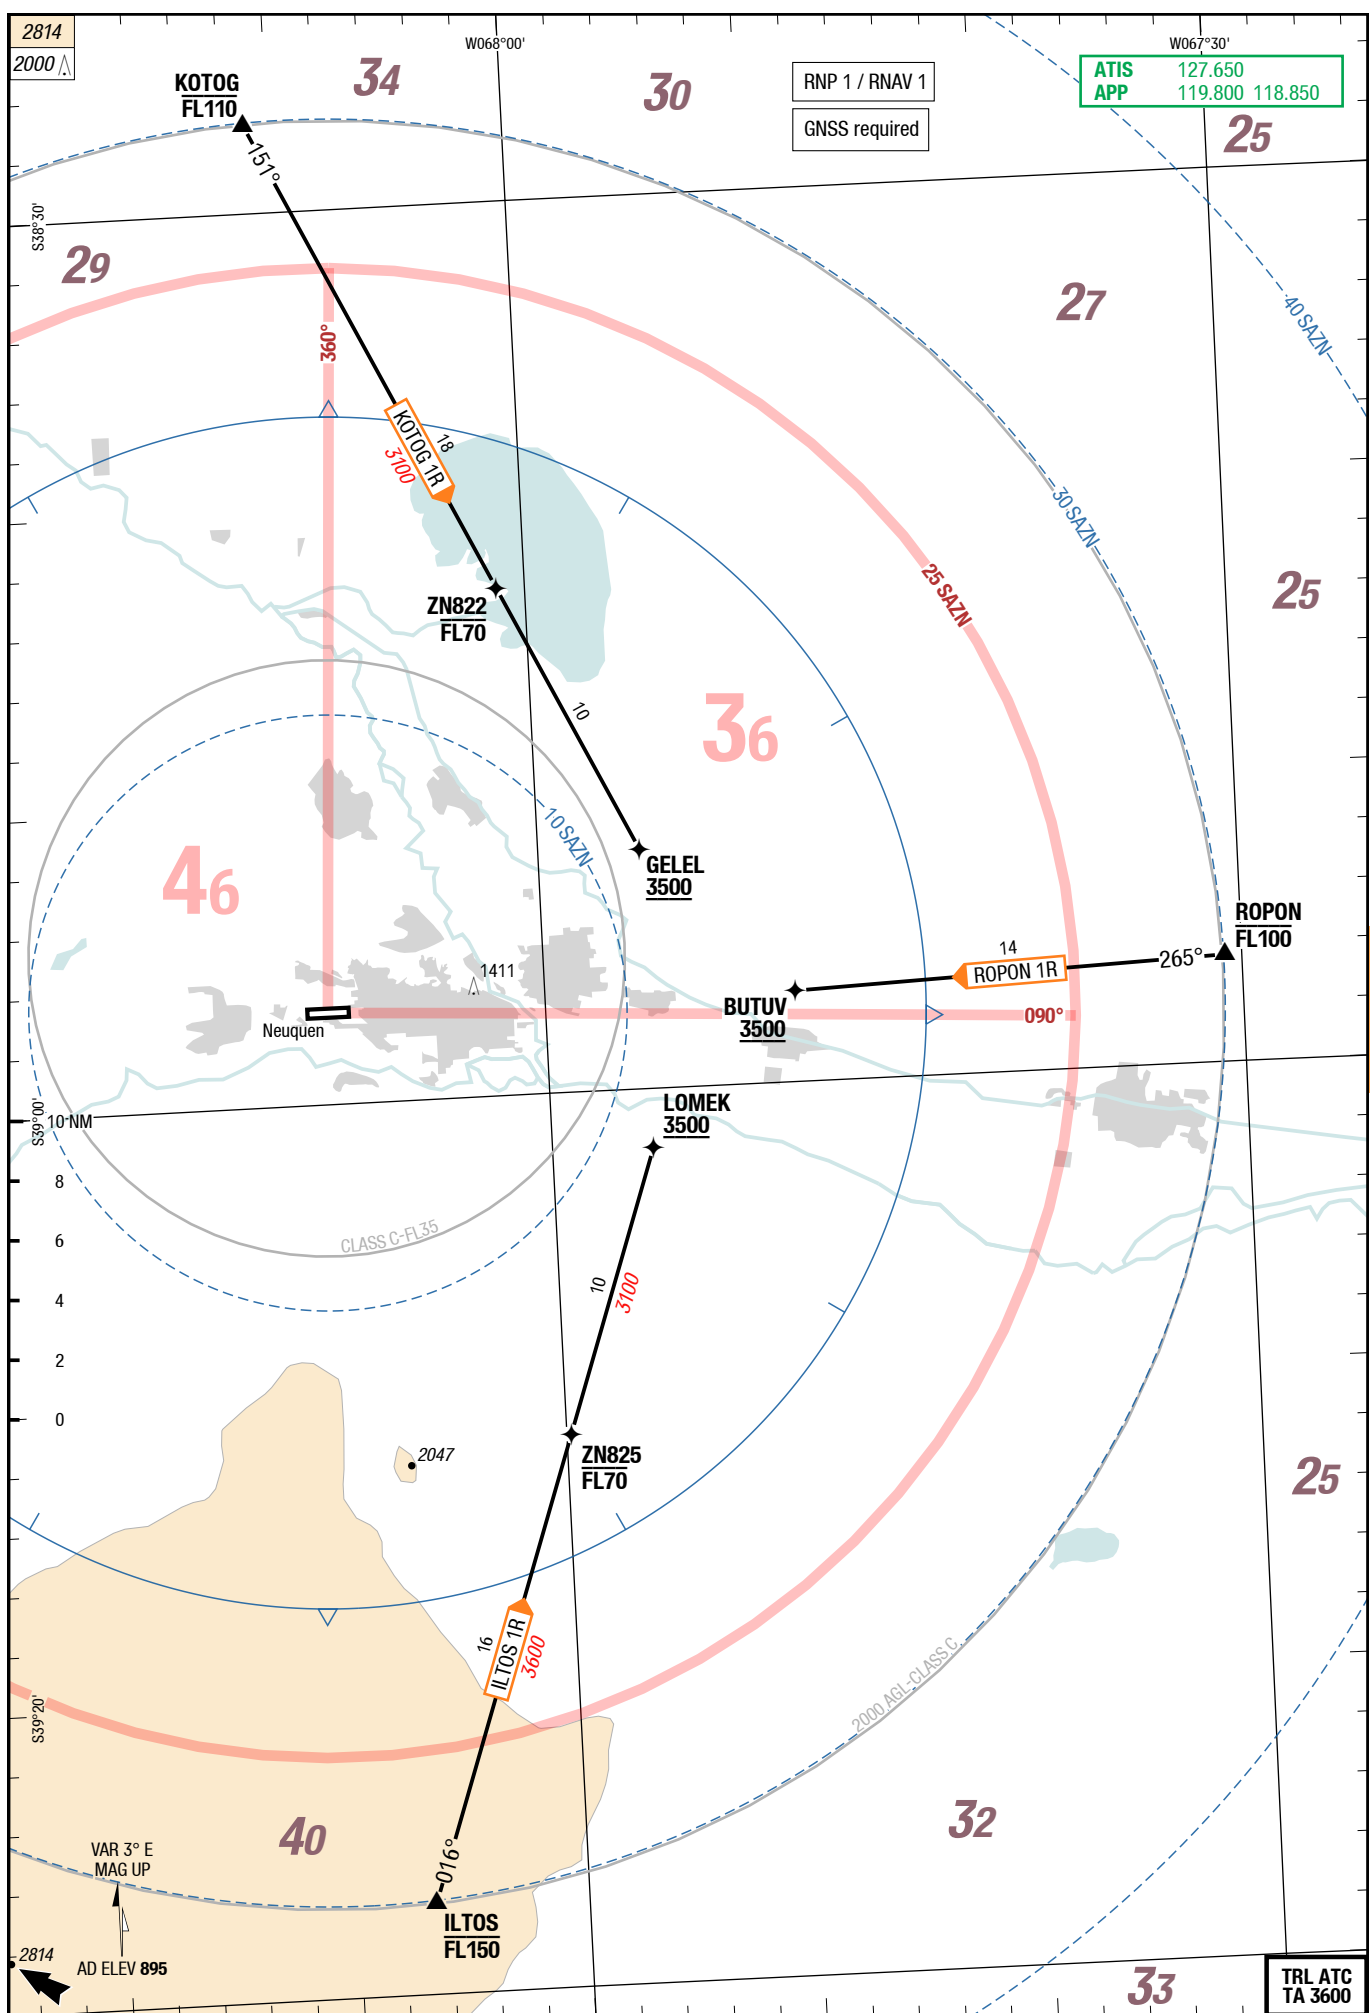 2814
2000
W068°00'
W067°30'
KOTOG
FL110
34
30
RNP 1 / RNAV 1
GNSS required
ATIS 127.650
APP 119.800 118.850
25
151°
S38°30'
29
27
40 SAZN
360°
KOTOG 1R
18
3100
30 SAZN
25 SAZN
25
ZN822
FL70
10
36
10 SAZN
GELEL
3500
46
ROPON
FL100
14
ROPON 1R
265°
1411
BUTUV
3500
090°
Neuquen
LOMEK
3500
S39°00'
10 NM
8
6
4
2
0
CLASS C-FL35
10
3100
2047
ZN825
FL70
25
16
ILTOS 1R
3600
2000 AGL-CLASS C
S39°20'
40
32
VAR 3° E
MAG UP
016°
ILTOS
FL150
2814
AD ELEV 895
33
TRL ATC
TA 3600